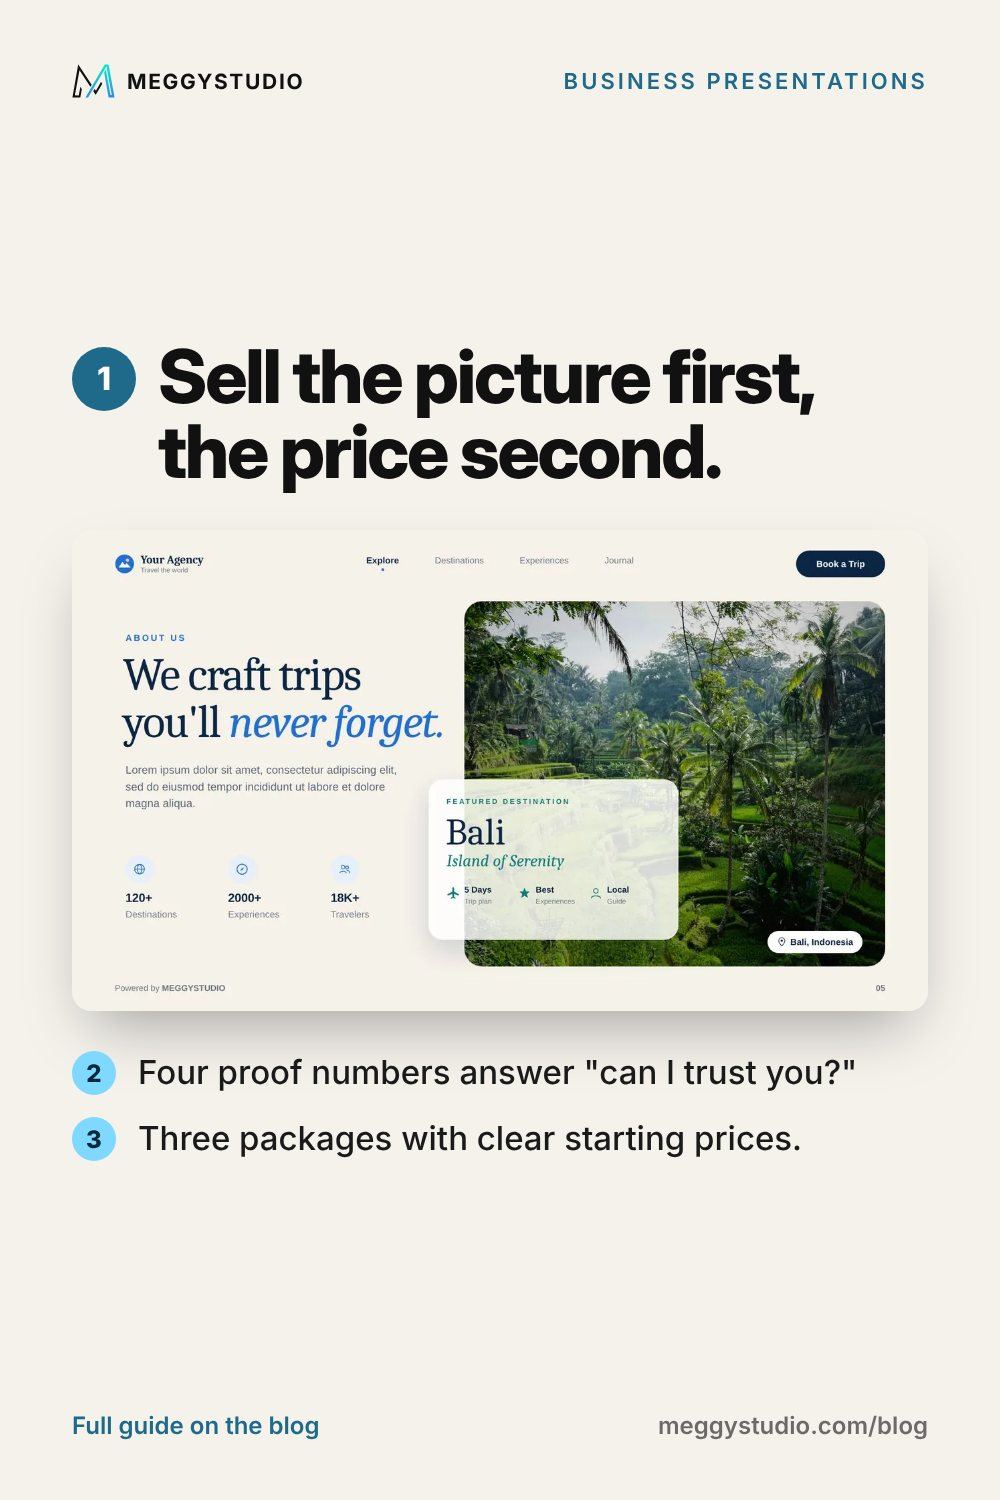 MEGGYSTUDIO
BUSINESS PRESENTATIONS
1
Sell the picture first,
the price second.
Your Agency
Travel the world
Explore
Destinations
Experiences
Journal
Book a Trip
ABOUT US
We craft trips
you'll never forget.
Lorem ipsum dolor sit amet, consectetur adipiscing elit,
sed do eiusmod tempor incididunt ut labore et dolore
magna aliqua.
120+
Destinations
2000+
Experiences
18K+
Travelers
FEATURED DESTINATION
Bali
Island of Serenity
5 Days
Trip plan
Best
Experiences
Local
Guide
Bali, Indonesia
Powered by MEGGYSTUDIO
05
2 Four proof numbers answer "can I trust you?"
3 Three packages with clear starting prices.
Full guide on the blog
meggystudio.com/blog